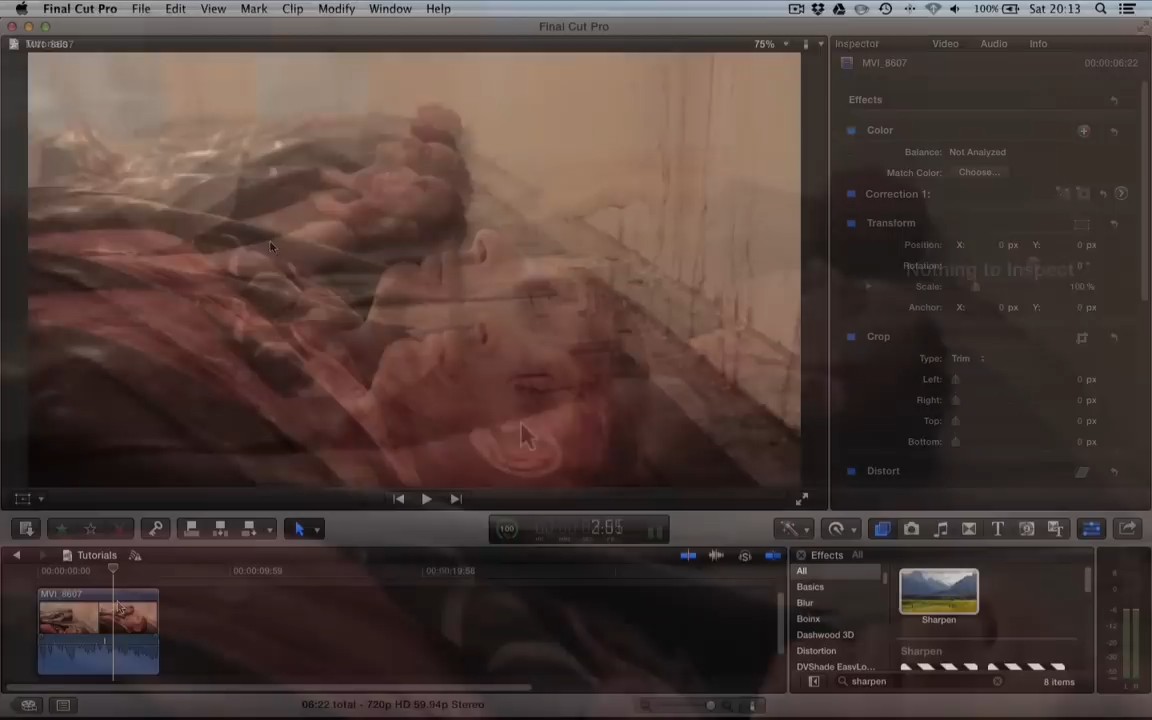 Final Cut Pro File Edit View Mark Clip Modify Window Help 100% Sat 20:13
Final Cut Pro
75%
Inspector Video Audio Info
MVI_8607 00:00:06:22
Effects
Color
Balance: Not Analyzed
Match Color: Choose...
Correction 1:
Transform
Position: X: 0 px Y: 0 px
Rotation: 0 °
Nothing to Inspect
Scale: 100 %
Anchor: X: 0 px Y: 0 px
Crop
Type: Trim
Left: 0 px
Right: 0 px
Top: 0 px
Bottom: 0 px
Distort
100
Tutorials
00:00:00:00 00:00:09:59 00:00:19:58
MVI_8607
Effects All
All
Basics
Blur
Boinx
Dashwood 3D
Distortion
DVShade EasyLo...
Sharpen
Sharpen
sharpen
8 items
06:22 total - 720p HD 59.94p Stereo